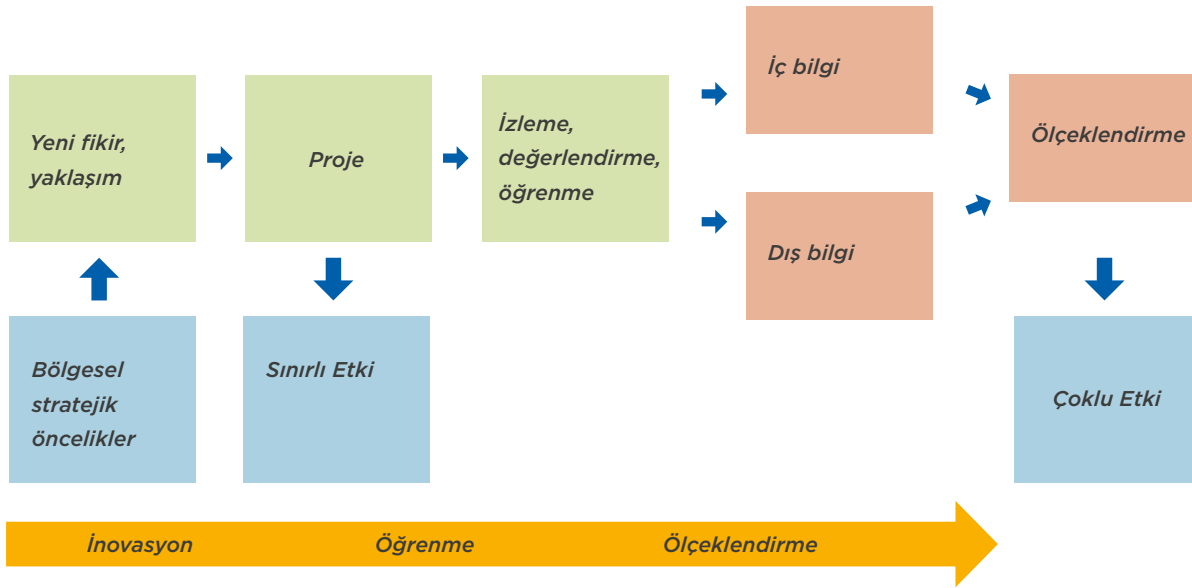 Yeni fikir,
yaklaşım
Proje
İzleme,
değerlendirme,
öğrenme
İç bilgi
Dış bilgi
Ölçeklendirme
Bölgesel
stratejik
öncelikler
Sınırlı Etki
Çoklu Etki
İnovasyon
Öğrenme
Ölçeklendirme